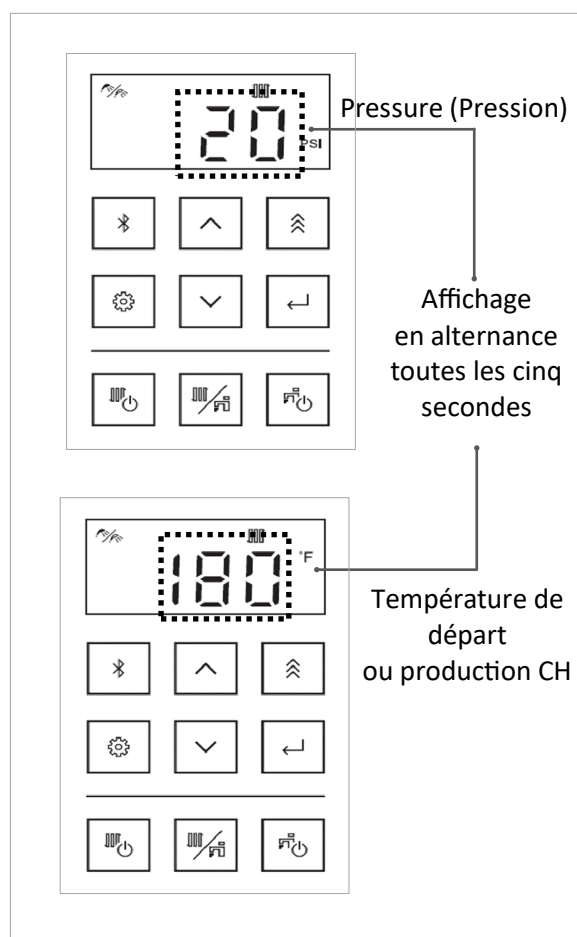 20
PSI
Pressure (Pression)
Affichage
en alternance
toutes les cinq
secondes
180
°F
Température de
départ
ou production CH